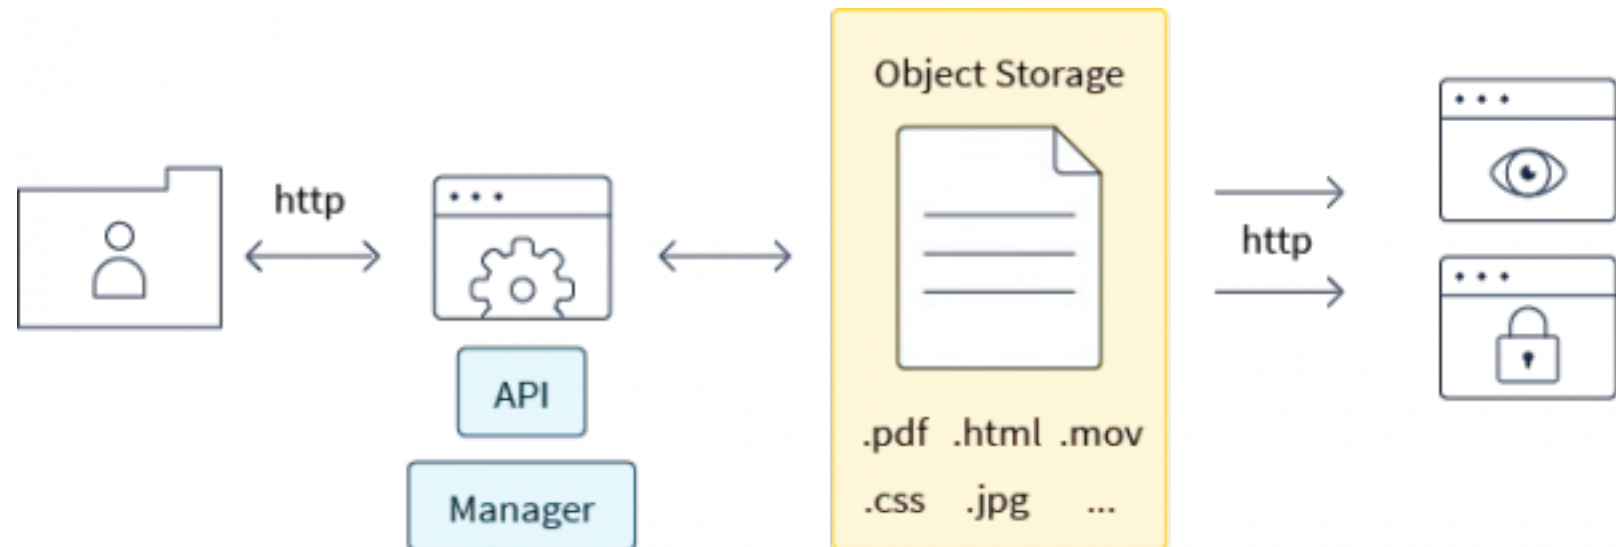 http
API
Manager
Object Storage
.pdf .html .mov
.css .jpg ...
http